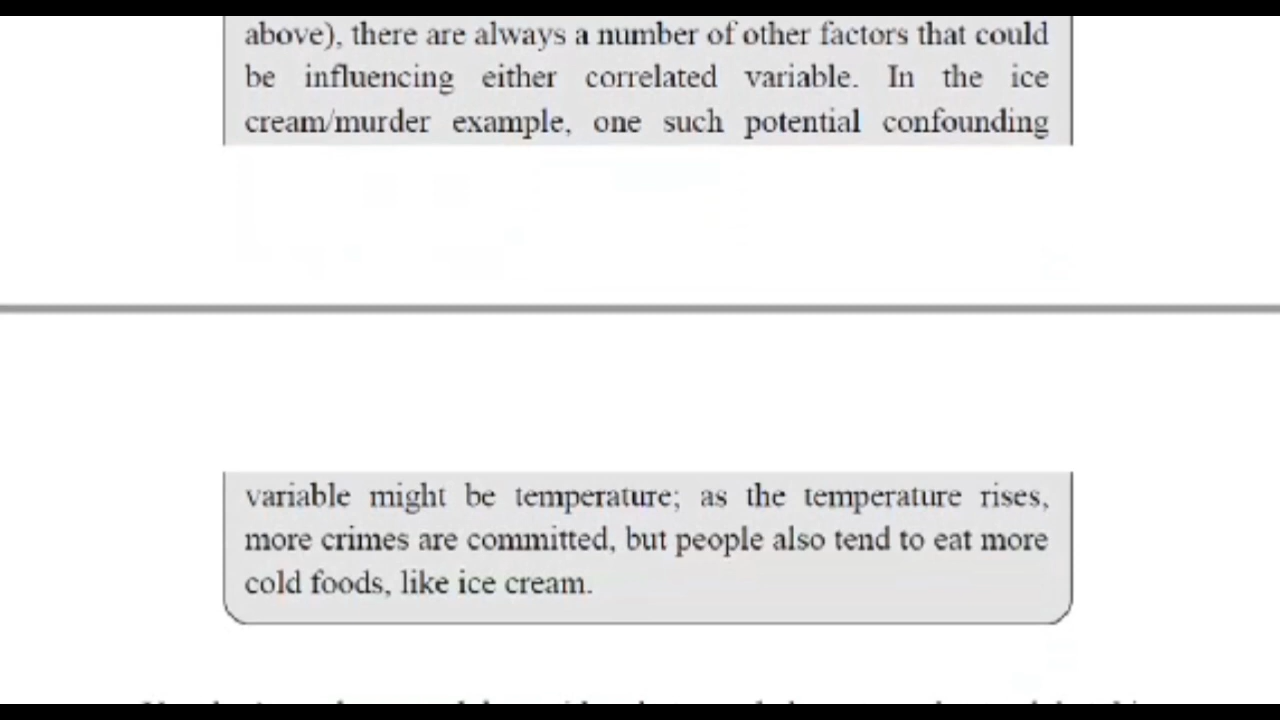 above), there are always a number of other factors that could
be influencing either correlated variable. In the ice
cream/murder example, one such potential confounding
variable might be temperature; as the temperature rises,
more crimes are committed, but people also tend to eat more
cold foods, like ice cream.